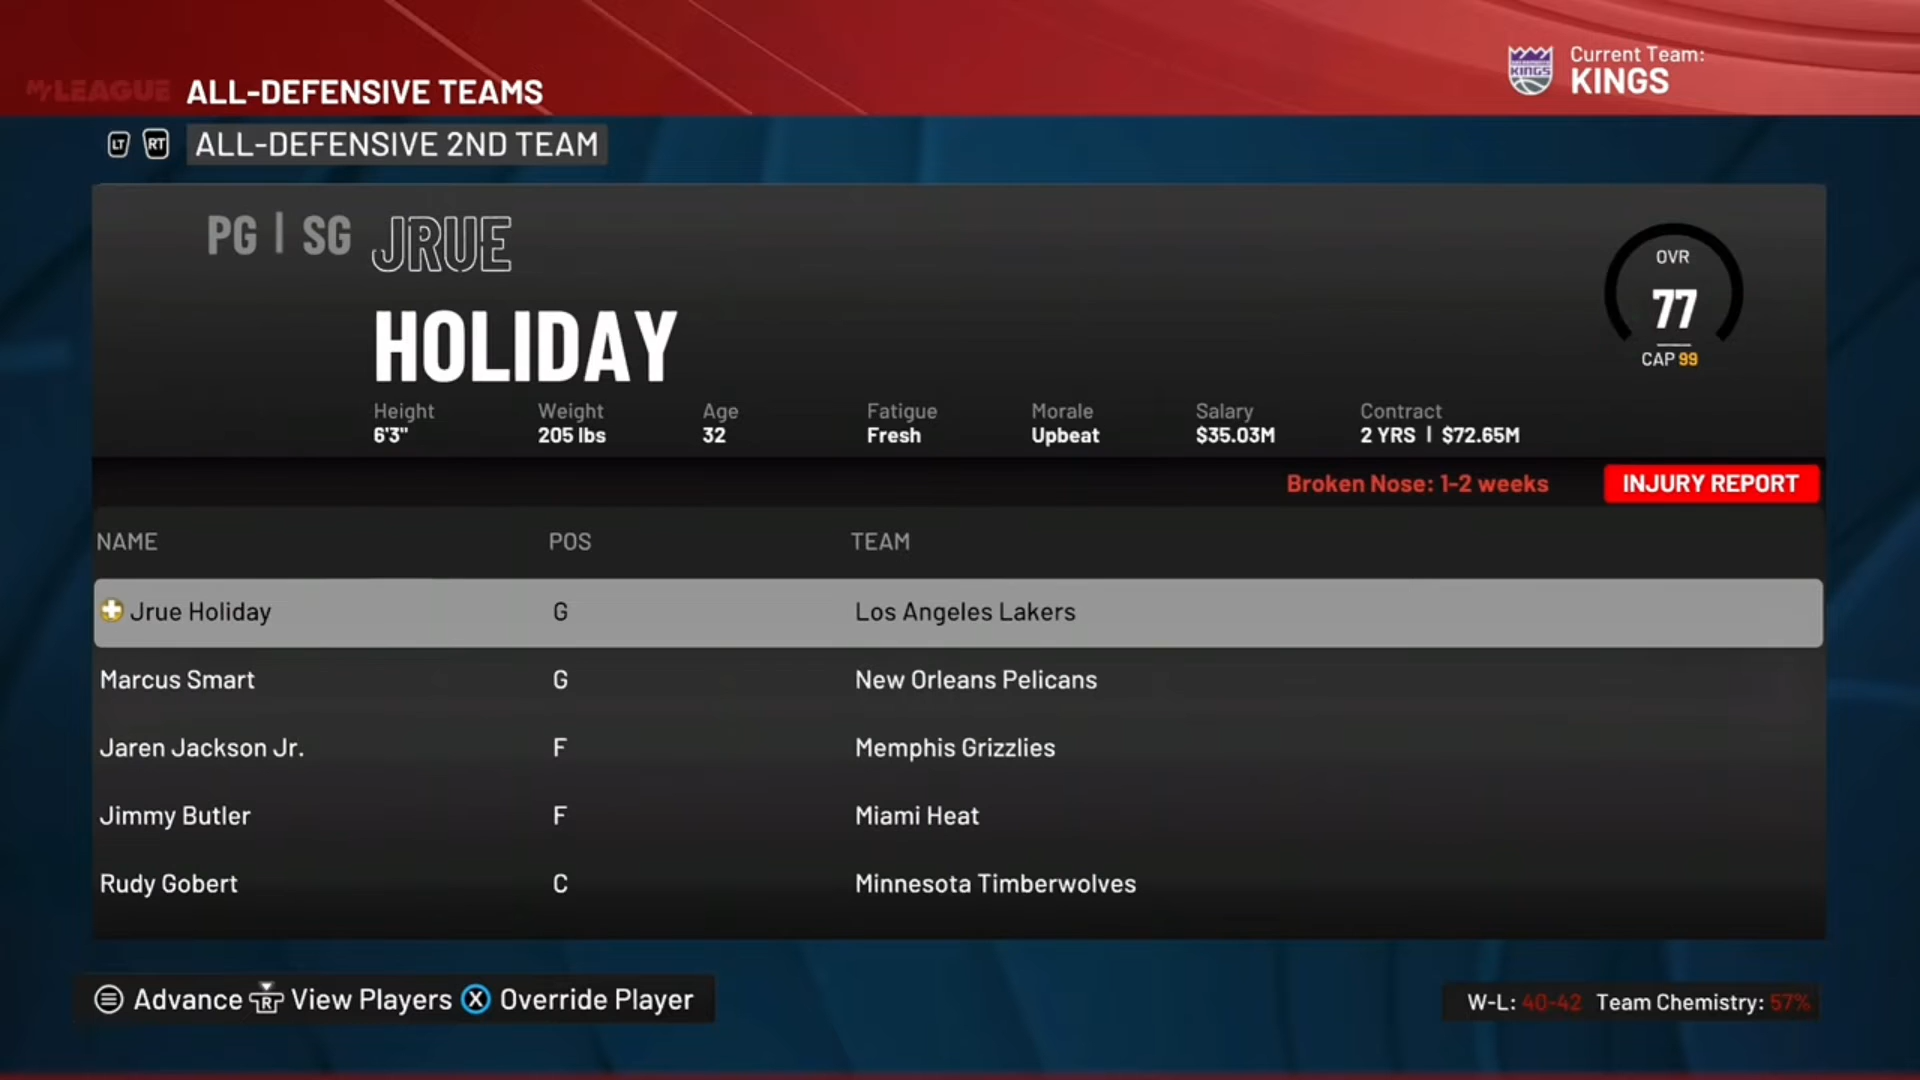 MyLEAGUE ALL-DEFENSIVE TEAMS
KINGS
Current Team:
KINGS
LT RT ALL-DEFENSIVE 2ND TEAM
PG | SG JRUE
HOLIDAY
OVR
77
CAP 99
Height Weight Age Fatigue Morale Salary Contract
6'3" 205 lbs 32 Fresh Upbeat $35.03M 2 YRS | $72.65M
Broken Nose: 1-2 weeks INJURY REPORT
NAME POS TEAM
Jrue Holiday G Los Angeles Lakers
Marcus Smart G New Orleans Pelicans
Jaren Jackson Jr. F Memphis Grizzlies
Jimmy Butler F Miami Heat
Rudy Gobert C Minnesota Timberwolves
Advance R View Players X Override Player
W-L: 40-42 Team Chemistry: 57%